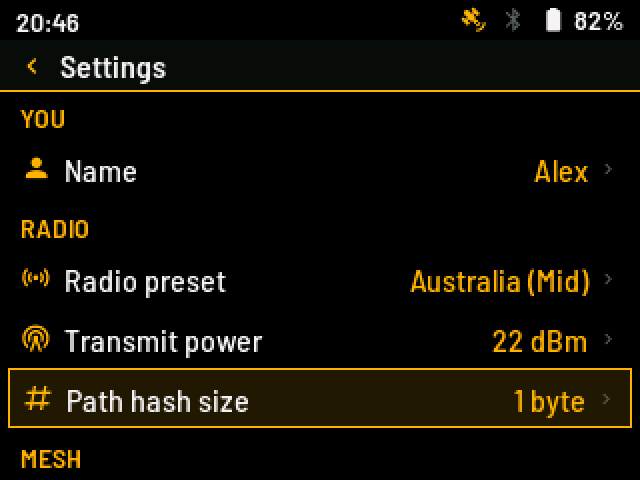 20:46 82%
Settings
YOU
Name Alex
RADIO
Radio preset Australia (Mid)
Transmit power 22 dBm
Path hash size 1 byte
MESH